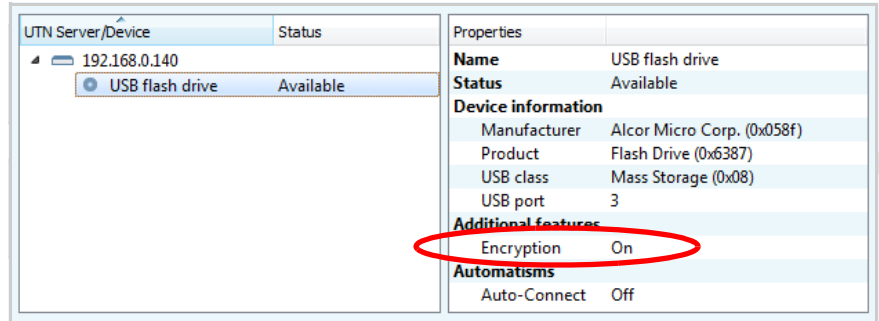 UTN Server/Device Status
192.168.0.140
USB flash drive Available
Properties
Name USB flash drive
Status Available
Device information
Manufacturer Alcor Micro Corp. (0x058f)
Product Flash Drive (0x6387)
USB class Mass Storage (0x08)
USB port 3
Additional features
Encryption On
Automatisms
Auto-Connect Off